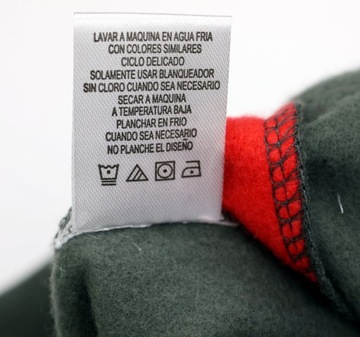 LAVAR A MAQUINA EN AGUA FRIA
CON COLORES SIMILARES
CICLO DELICADO
SOLAMENTE USAR BLANQUEADOR
SIN CLORO CUANDO SEA NECESARIO
SECAR A MAQUINA
A TEMPERATURA BAJA
PLANCHAR EN FRIO
CUANDO SEA NECESARIO
NO PLANCHE EL DISEÑO